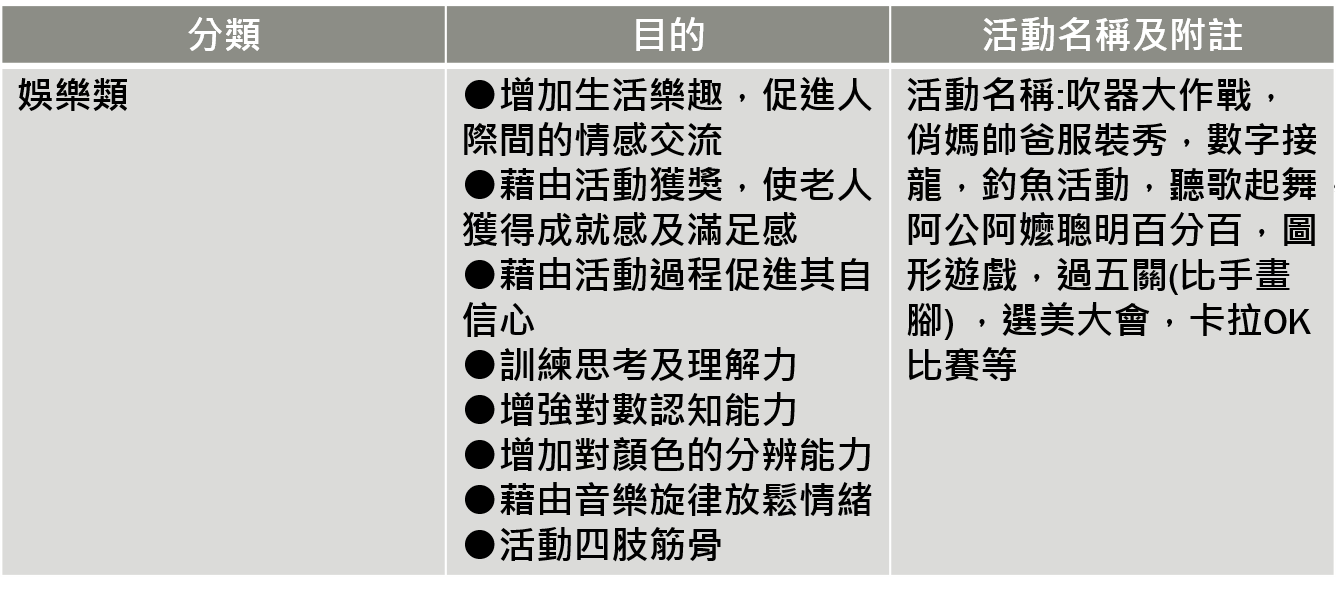 分類
目的
活動名稱及附註
娛樂類
●增加生活樂趣，促進人
際間的情感交流
●藉由活動獲獎，使老人
獲得成就感及滿足感
●藉由活動過程促進其自
信心
●訓練思考及理解力
●增強對數認知能力
●增加對顏色的分辨能力
●藉由音樂旋律放鬆情緒
●活動四肢筋骨
活動名稱:吹器大作戰，
俏媽帥爸服裝秀，數字接
龍，釣魚活動，聽歌起舞，
阿公阿嬤聰明百分百，圖
形遊戲，過五關(比手畫
腳) ，選美大會，卡拉OK
比賽等